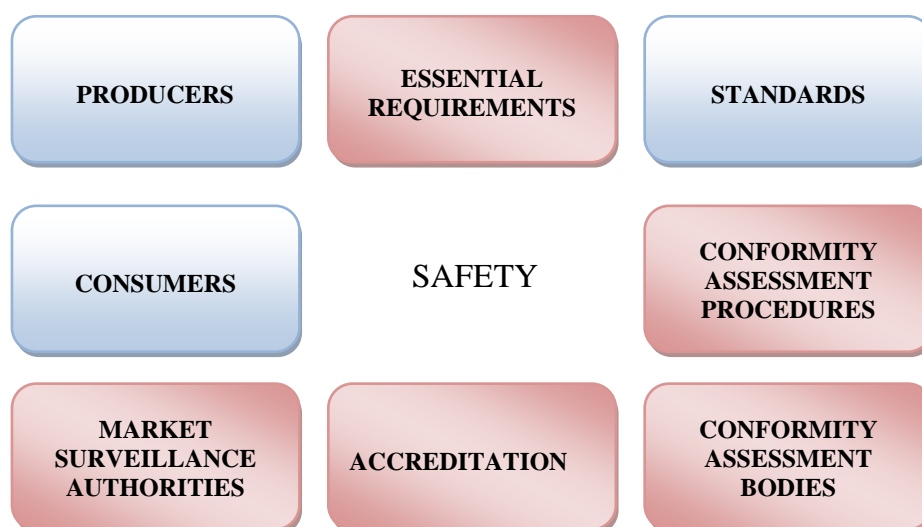 PRODUCERS
ESSENTIAL
REQUIREMENTS
STANDARDS
CONSUMERS
SAFETY
CONFORMITY
ASSESSMENT
PROCEDURES
MARKET
SURVEILLANCE
AUTHORITIES
ACCREDITATION
CONFORMITY
ASSESSMENT
BODIES